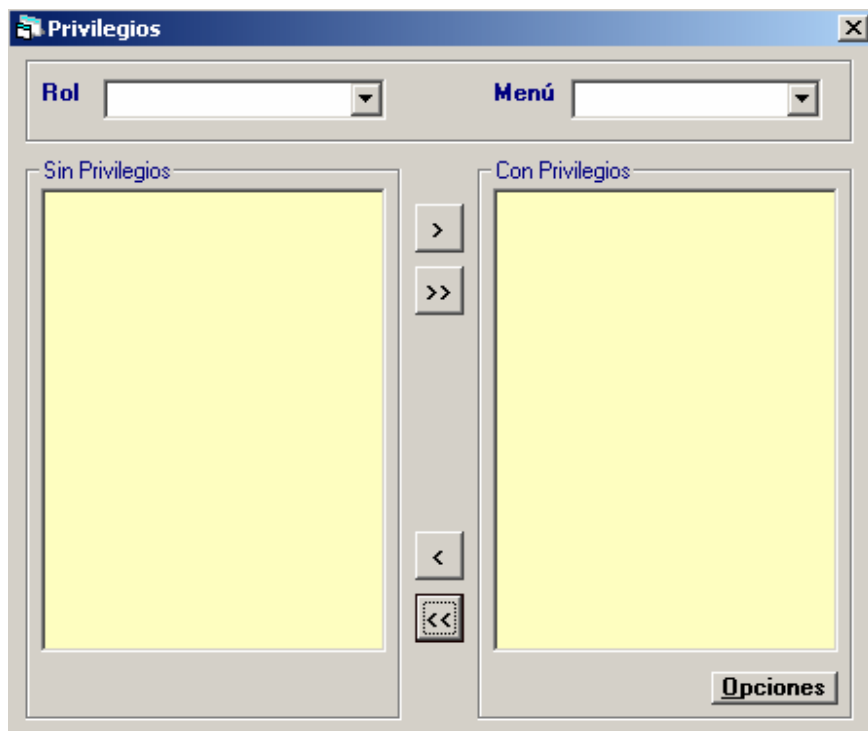 Privilegios
Rol
Menú
Sin Privilegios
Con Privilegios
>
>>
<
<<
Opciones